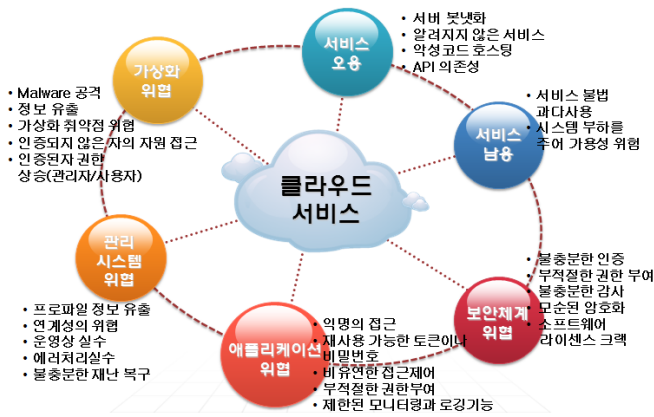 클라우드
서비스
서비스
오용
• 서버 봇넷화
• 알려지지 않은 서비스
• 악성코드 호스팅
• API 의존성
서비스
남용
• 서비스 불법
과다사용
• 시스템 부하를
주어 가용성 위협
보안체계
위협
• 불충분한 인증
• 부적절한 권한 부여
• 불충분한 감사
• 모순된 암호화
• 소프트웨어
라이센스 크랙
애플리케이션
위협
• 익명의 접근
• 재사용 가능한 토큰이나
비밀번호
• 비유연한 접근제어
• 부적절한 권한부여
• 제한된 모니터링과 로깅기능
관리
시스템
위협
• 프로파일 정보 유출
• 연계성의 위협
• 운영상 실수
• 에러처리실수
• 불충분한 재난 복구
가상화
위협
• Malware 공격
• 정보 유출
• 가상화 취약점 위협
• 인증되지 않은 자의 자원 접근
• 인증된자 권한
상승(관리자/사용자)